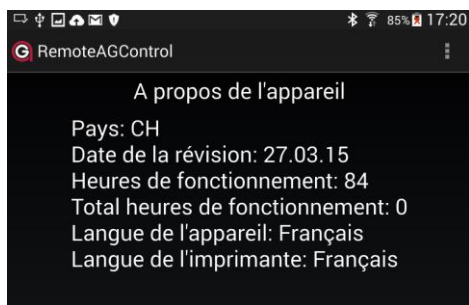 85% 17:20
RemoteAGControl
A propos de l'appareil
Pays: CH
Date de la révision: 27.03.15
Heures de fonctionnement: 84
Total heures de fonctionnement: 0
Langue de l'appareil: Français
Langue de l'imprimante: Français